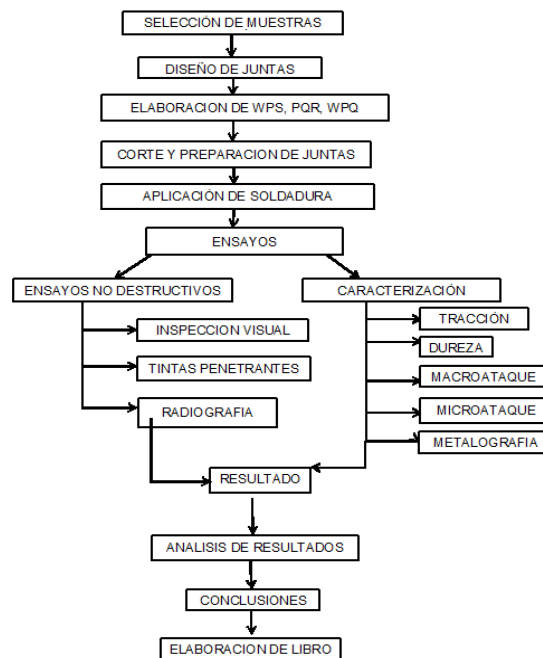 SELECCIÓN DE MUESTRAS
DISEÑO DE JUNTAS
ELABORACION DE WPS, PQR, WPQ
CORTE Y PREPARACION DE JUNTAS
APLICACIÓN DE SOLDADURA
ENSAYOS
ENSAYOS NO DESTRUCTIVOS
INSPECCION VISUAL
TINTAS PENETRANTES
RADIOGRAFIA
CARACTERIZACIÓN
TRACCIÓN
DUREZA
MACROATAQUE
MICROATAQUE
METALOGRAFIA
RESULTADO
ANALISIS DE RESULTADOS
CONCLUSIONES
ELABORACION DE LIBRO